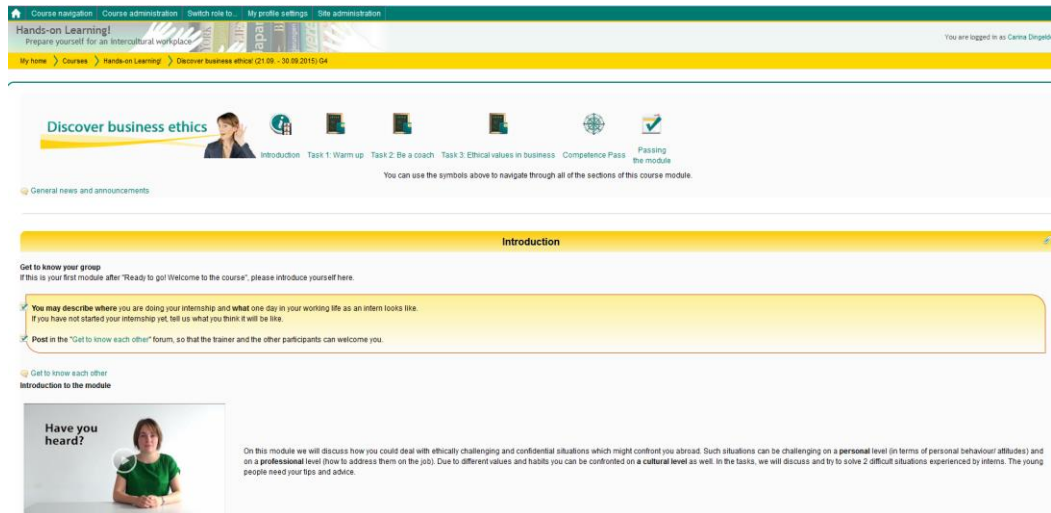 Course navigation Course administration Switch role to... My profile settings Site administration
Hands-on Learning!
Prepare yourself for an intercultural workplace
You are logged in as Carina
My home Courses Hands-on Learning! Discover business ethics! (21.09. - 30.09.2015) G4
Discover business ethics
Introduction Task 1: Warm up Task 2: Be a coach Task 3: Ethical values in business Competence Pass Passing
the module
You can use the symbols above to navigate through all of the sections of this course module.
General news and announcements
Introduction
Get to know your group
If this is your first module after "Ready to go! Welcome to the course", please introduce yourself here.
You may describe where you are doing your internship and what one day in your working life as an intern looks like.
If you have not started your internship yet, tell us what you think it will be like.
Post in the "Get to know each other" forum, so that the trainer and the other participants can welcome you.
Get to know each other
Introduction to the module
Have you
heard?
On this module we will discuss how you could deal with ethically challenging and confidential situations which might confront you abroad. Such situations can be challenging on a personal level (in terms of personal behaviour/ attitudes) and
on a professional level (how to address them on the job). Due to different values and habits you can be confronted on a cultural level as well. In the tasks, we will discuss and try to solve 2 difficult situations experienced by interns. The young
people need your tips and advice.